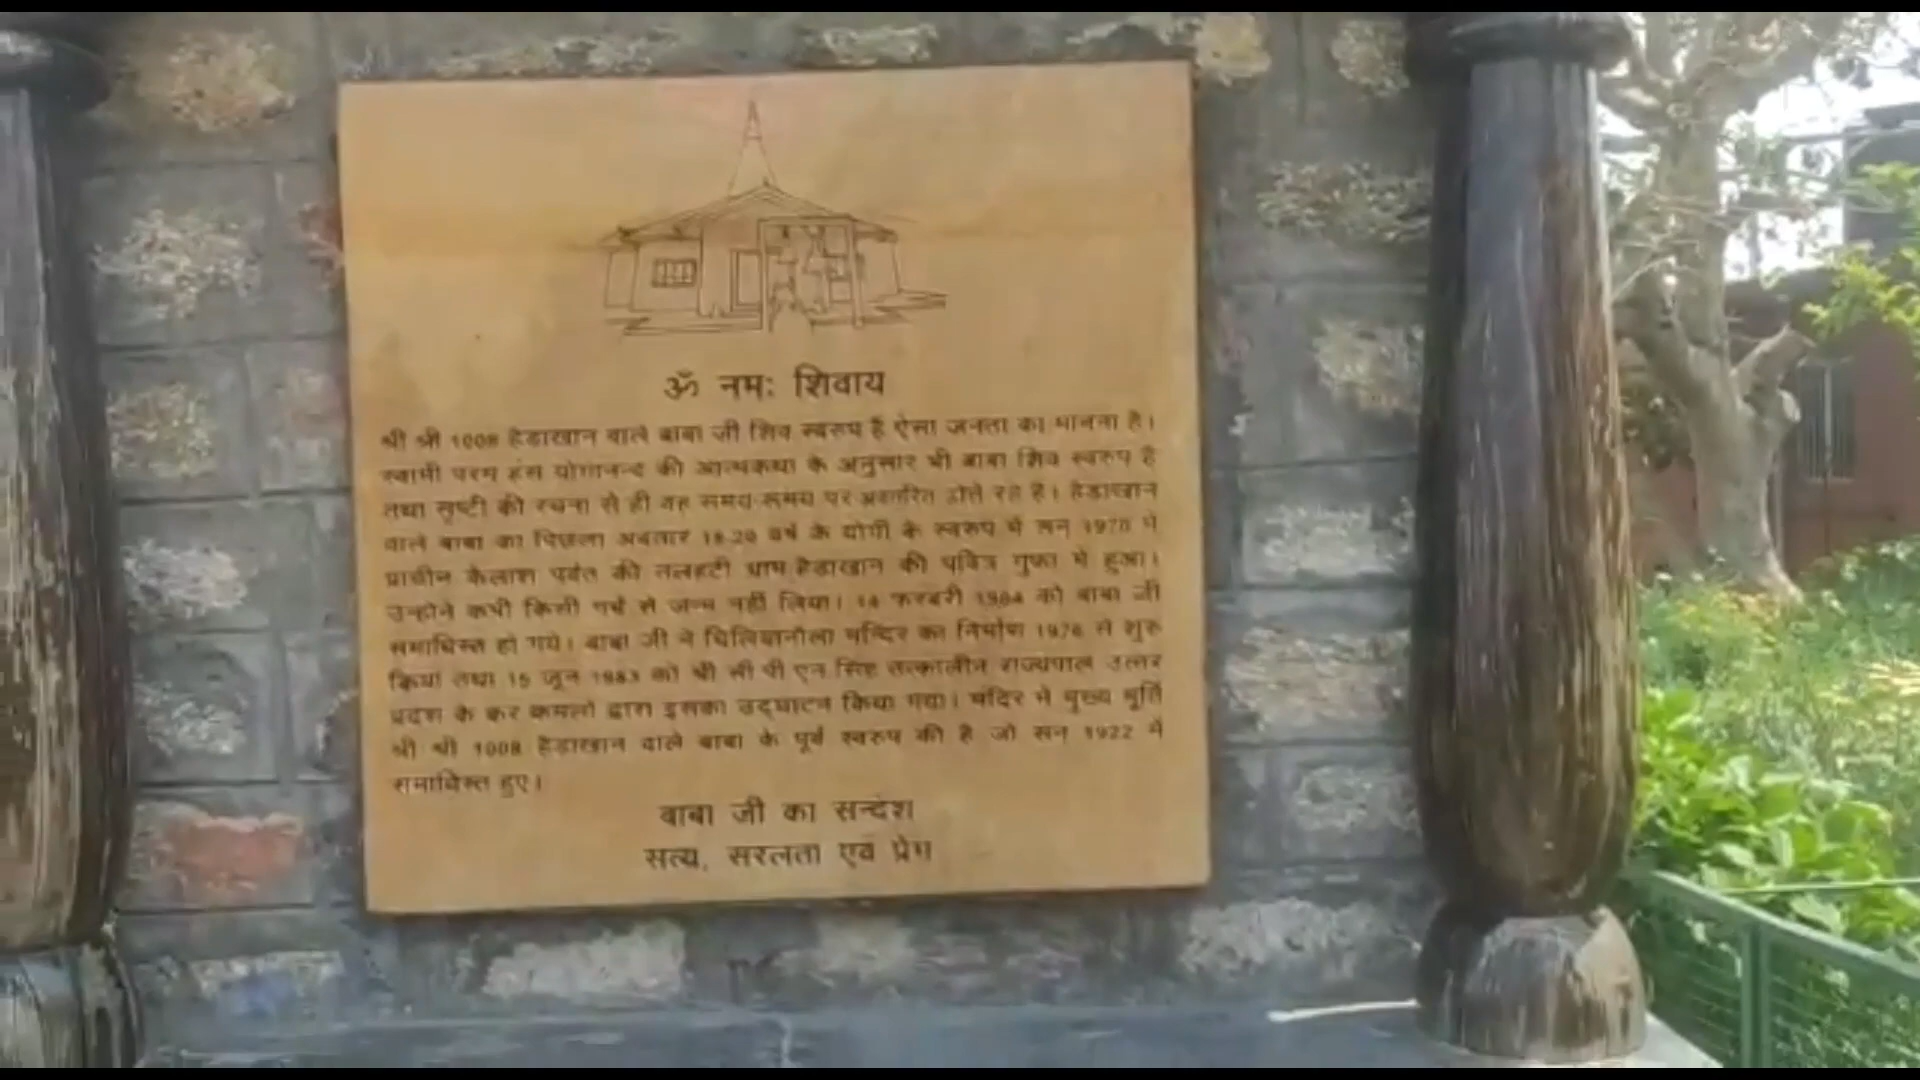 ॐ नमः शिवाय
श्री श्री 1008 हेडाखान वाले बाबा जी शिव स्वरुप हैं ऐसा जनता का मानना है।
स्वामी परम हंस योगानन्द की आत्मकथा के अनुसार भी बाबा शिव स्वरुप है
तथा सृष्टी की रचना से ही वह समय-समय पर अवतरित होते रहे है। हेडाखान
वाले बाबा का पिछला अवतार 18-20 वर्ष के योगी के स्वरुप में सन् 1970 में
प्राचीन कैलाश पर्वत की तलहटी ग्राम हैडाखान की पवित्र गुफा में हुआ।
उन्होने कभी किसी गर्भ से जन्म नहीं लिया। 14 फरवरी 1984 को बाबा जी
समाधिस्त हो गये। बाबा जी ने चिलियानौला मन्दिर का निर्माण 1976 से शुरु
किया तथा 15 जून 1983 को श्री सी पी एन सिंह तत्कालीन राज्यपाल उत्तर
प्रदेश के कर कमलों द्वारा इसका उद्घाटन किया गया। मंदिर में मुख्य मूर्ति
श्री श्री 1008 हैडाखान वाले बाबा के पूर्व स्वरुप की है जो सन् 1922 में
समाधिस्त हुए।
बाबा जी का सन्देश
सत्य, सरलता एवं प्रेम